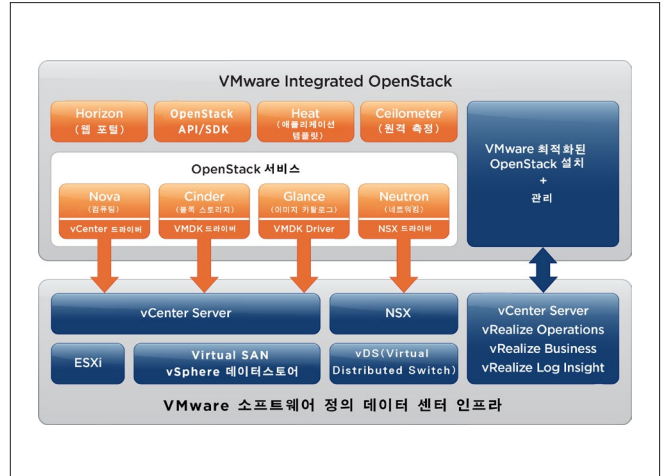 VMware Integrated OpenStack
Horizon
(웹 포털)
OpenStack
API/SDK
Heat
(애플리케이션
템플릿)
Ceilometer
(원격 측정)
VMware 최적화된
OpenStack 설치
+
관리
OpenStack 서비스
Nova
(컴퓨팅)
vCenter 드라이버
Cinder
(블록 스토리지)
VMDK 드라이버
Glance
(이미지 카탈로그)
VMDK Driver
Neutron
(네트워킹)
NSX 드라이버
vCenter Server
NSX
vCenter Server
vRealize Operations
vRealize Business
vRealize Log Insight
ESXi
Virtual SAN
vSphere 데이터스토어
vDS(Virtual
Distributed Switch)
VMware 소프트웨어 정의 데이터 센터 인프라